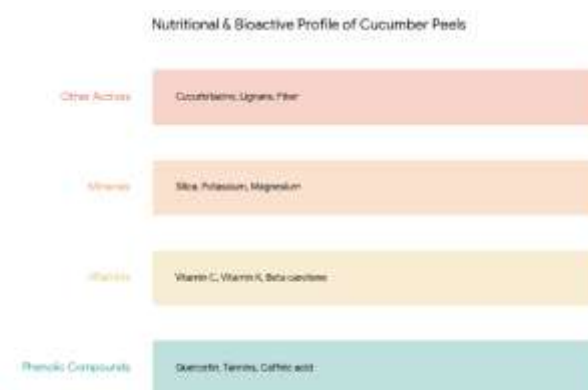 Nutritional & Bioactive Profile of Cucumber Peels
Other Actives
Cucurbitacins, Lignans, Fiber
Minerals
Silica, Potassium, Magnesium
Vitamins
Vitamin C, Vitamin K, Beta-carotene
Phenolic Compounds
Quercetin, Tannins, Caffeic acid